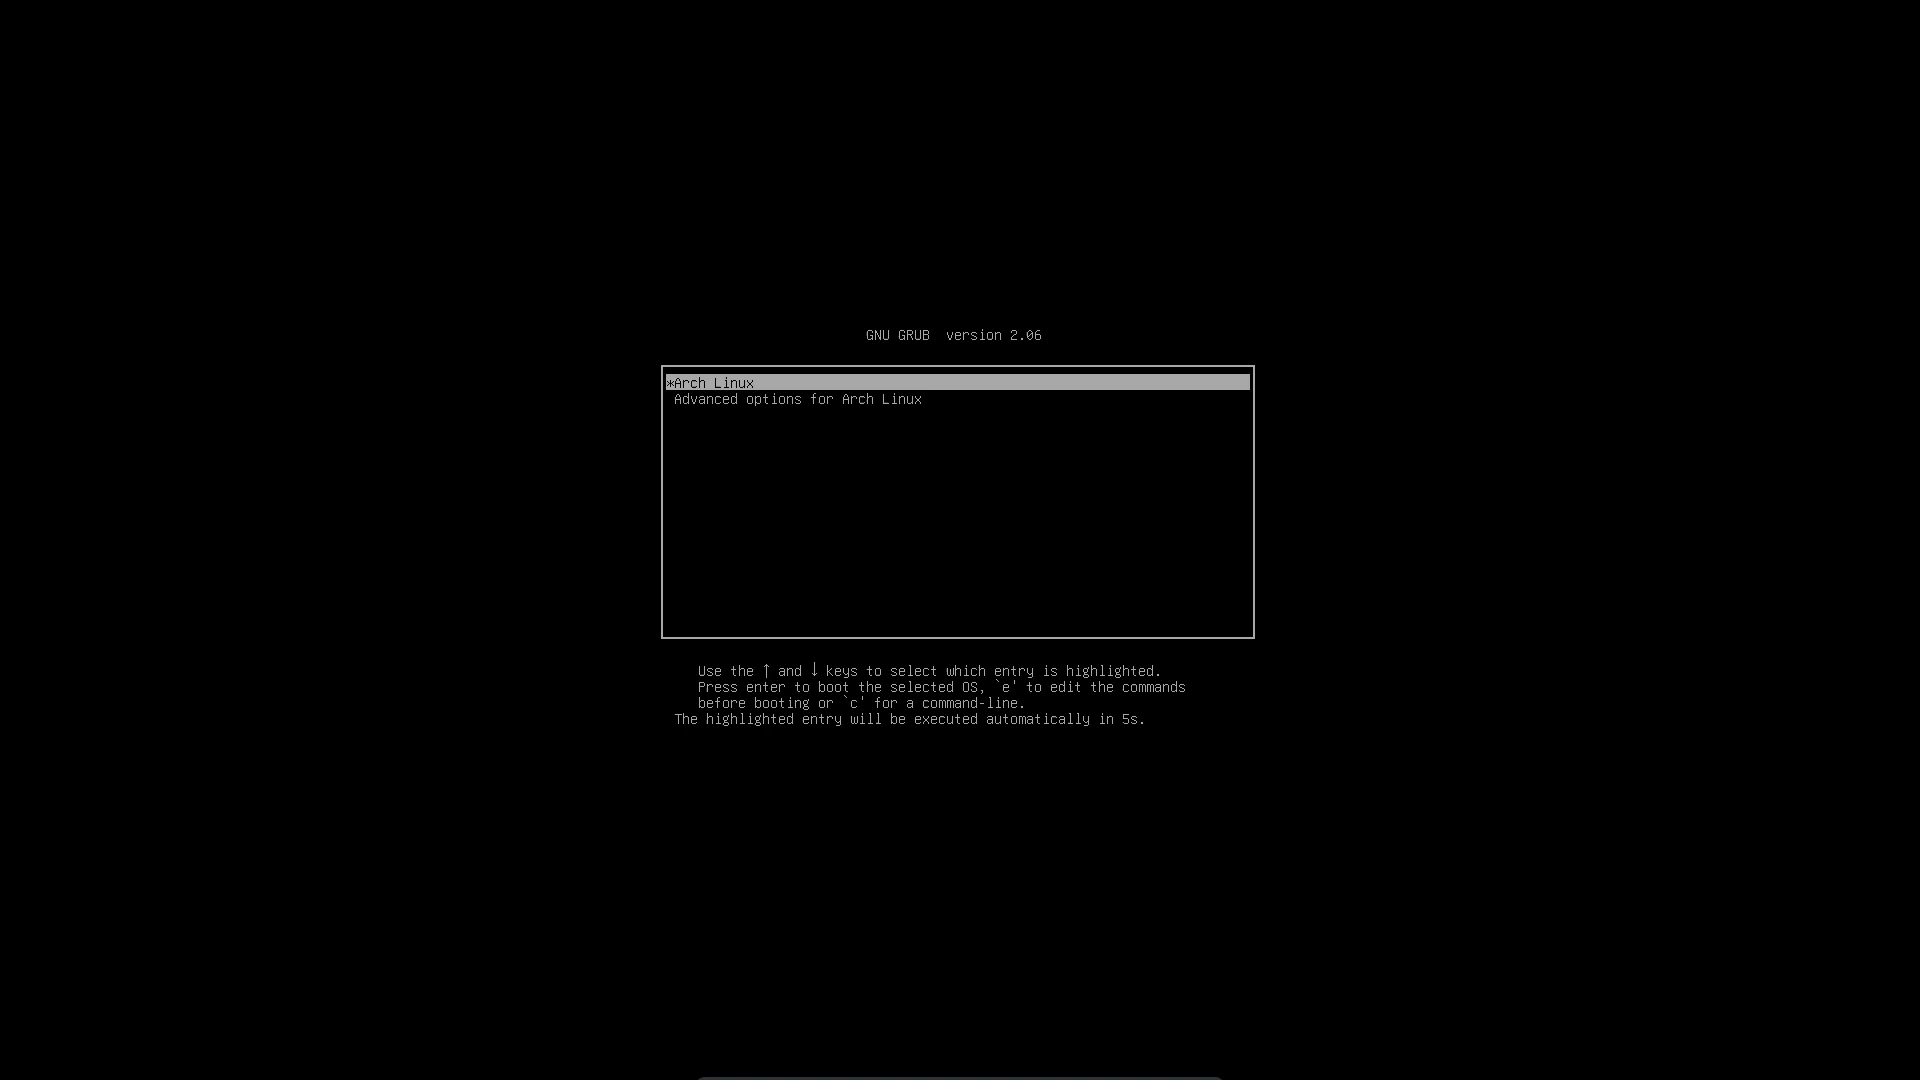 GNU GRUB  version 2.06
*Arch Linux
Advanced options for Arch Linux
Use the ↑ and ↓ keys to select which entry is highlighted.
Press enter to boot the selected OS, `e' to edit the commands
before booting or `c' for a command-line.
The highlighted entry will be executed automatically in 5s.